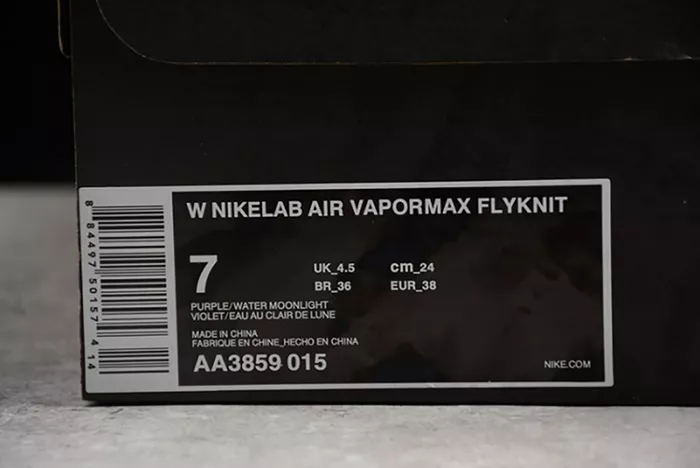 W NIKELAB AIR VAPORMAX FLYKNIT
7
UK_4.5 cm_24
BR_36 EUR_38
PURPLE/WATER MOONLIGHT
VIOLET/EAU AU CLAIR DE LUNE
MADE IN CHINA
FABRIQUE EN CHINE_HECHO EN CHINA
AA3859 015
NIKE.COM
8 84497 50157 4 14